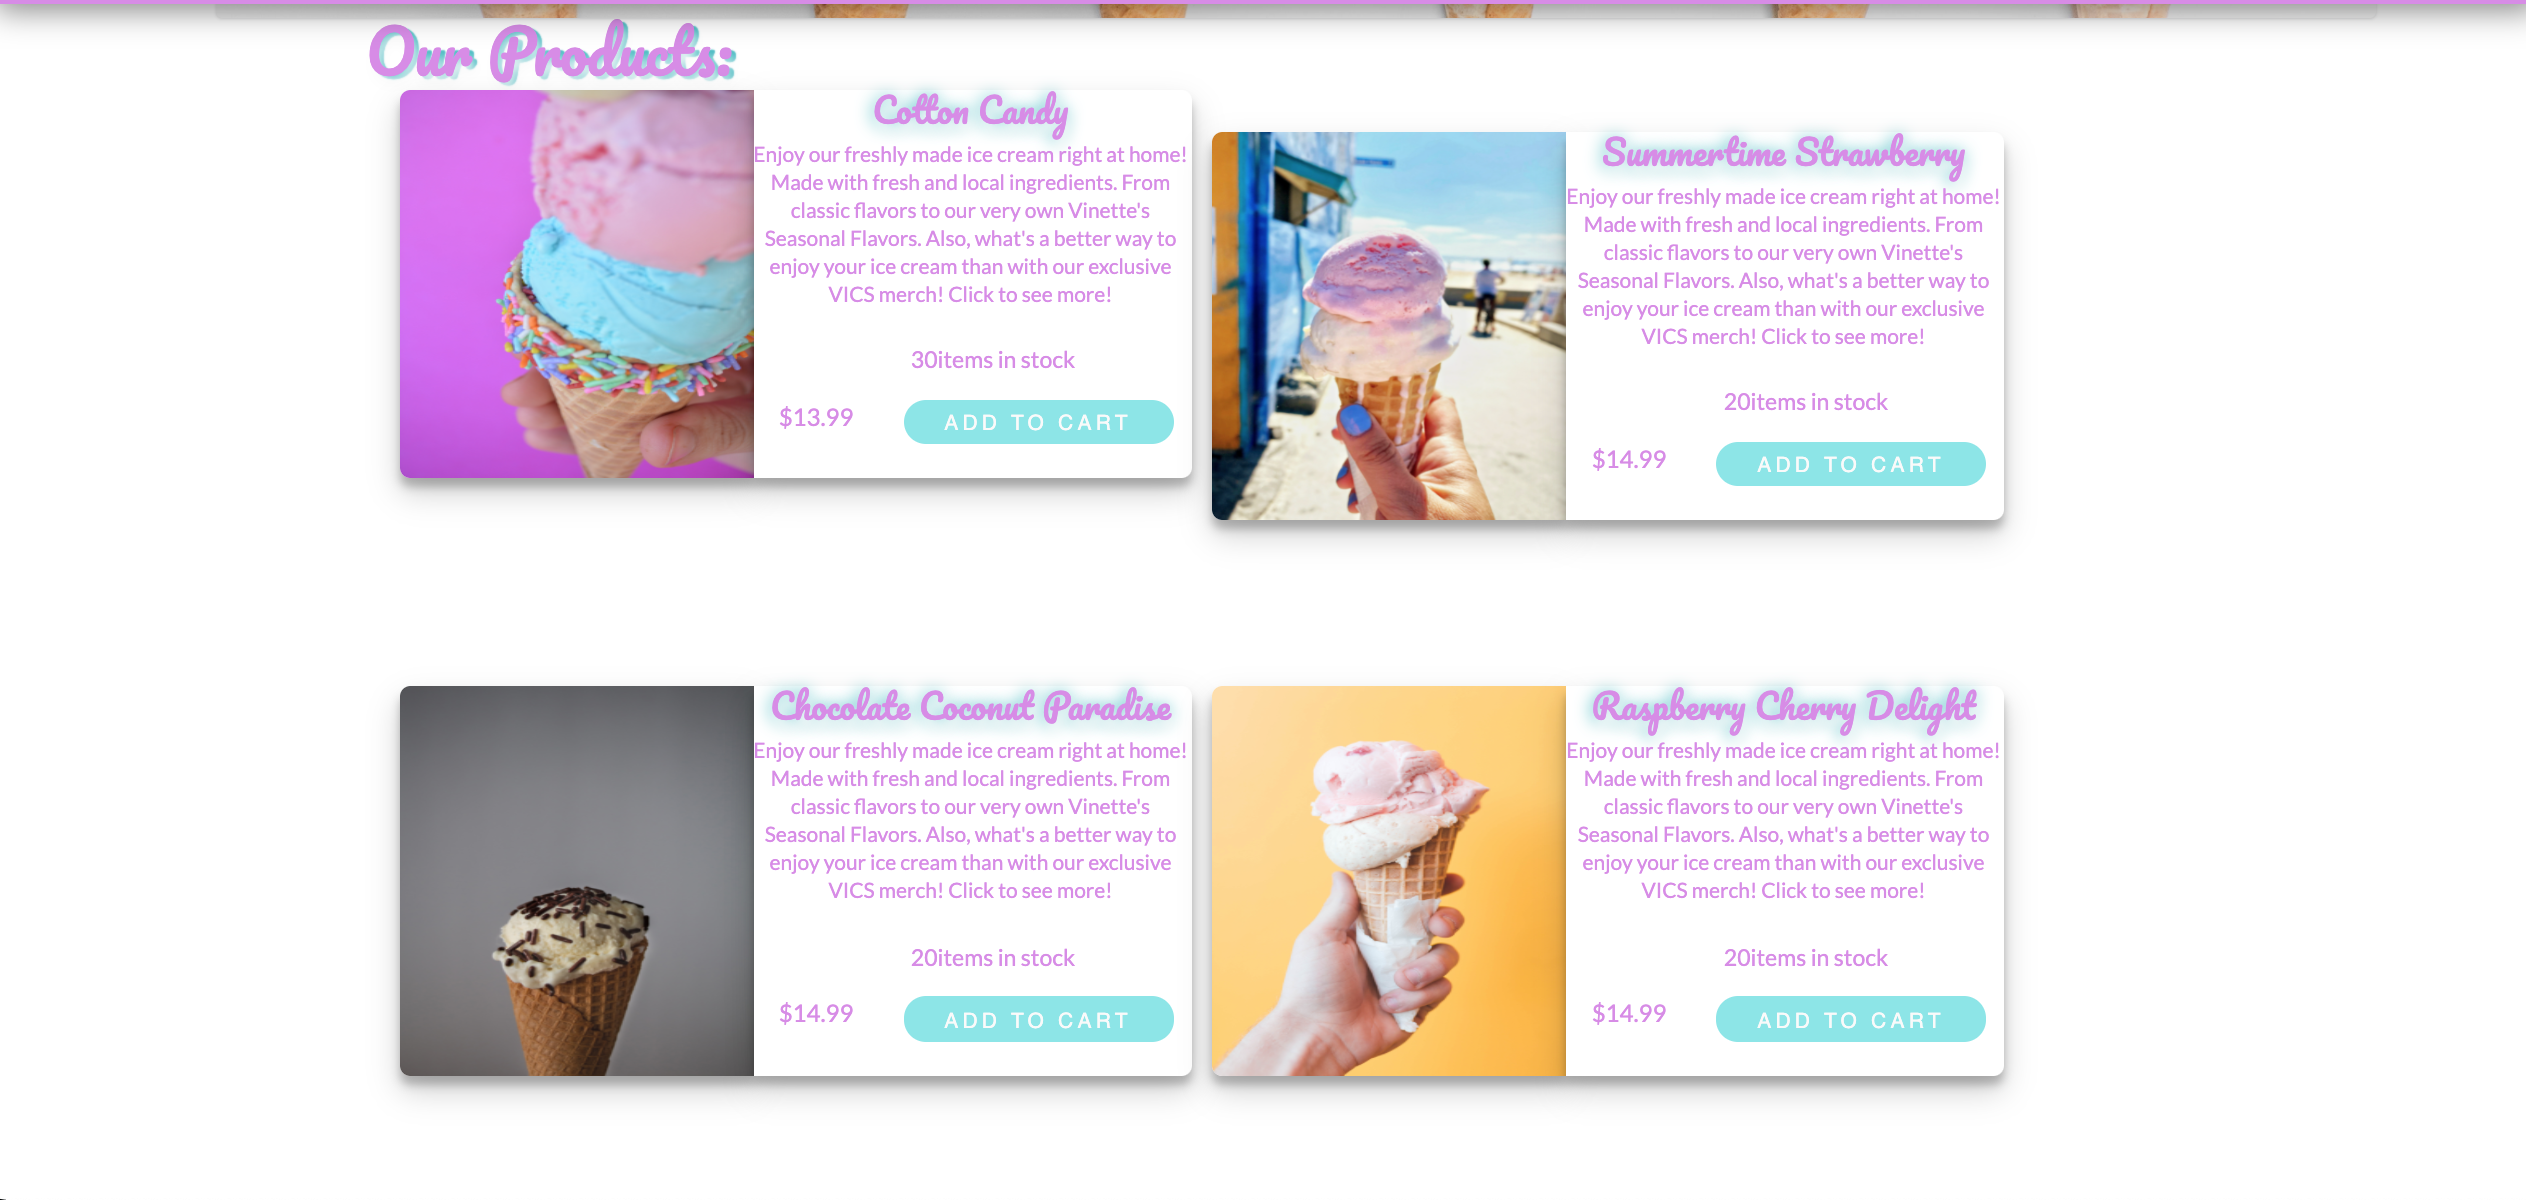 Our Products:
Cotton Candy
Enjoy our freshly made ice cream right at home!
Made with fresh and local ingredients. From
classic flavors to our very own Vinette's
Seasonal Flavors. Also, what's a better way to
enjoy your ice cream than with our exclusive
VICS merch! Click to see more!
30items in stock
$13.99
ADD TO CART
Summertime Strawberry
Enjoy our freshly made ice cream right at home!
Made with fresh and local ingredients. From
classic flavors to our very own Vinette's
Seasonal Flavors. Also, what's a better way to
enjoy your ice cream than with our exclusive
VICS merch! Click to see more!
20items in stock
$14.99
ADD TO CART
Chocolate Coconut Paradise
Enjoy our freshly made ice cream right at home!
Made with fresh and local ingredients. From
classic flavors to our very own Vinette's
Seasonal Flavors. Also, what's a better way to
enjoy your ice cream than with our exclusive
VICS merch! Click to see more!
20items in stock
$14.99
ADD TO CART
Raspberry Cherry Delight
Enjoy our freshly made ice cream right at home!
Made with fresh and local ingredients. From
classic flavors to our very own Vinette's
Seasonal Flavors. Also, what's a better way to
enjoy your ice cream than with our exclusive
VICS merch! Click to see more!
20items in stock
$14.99
ADD TO CART